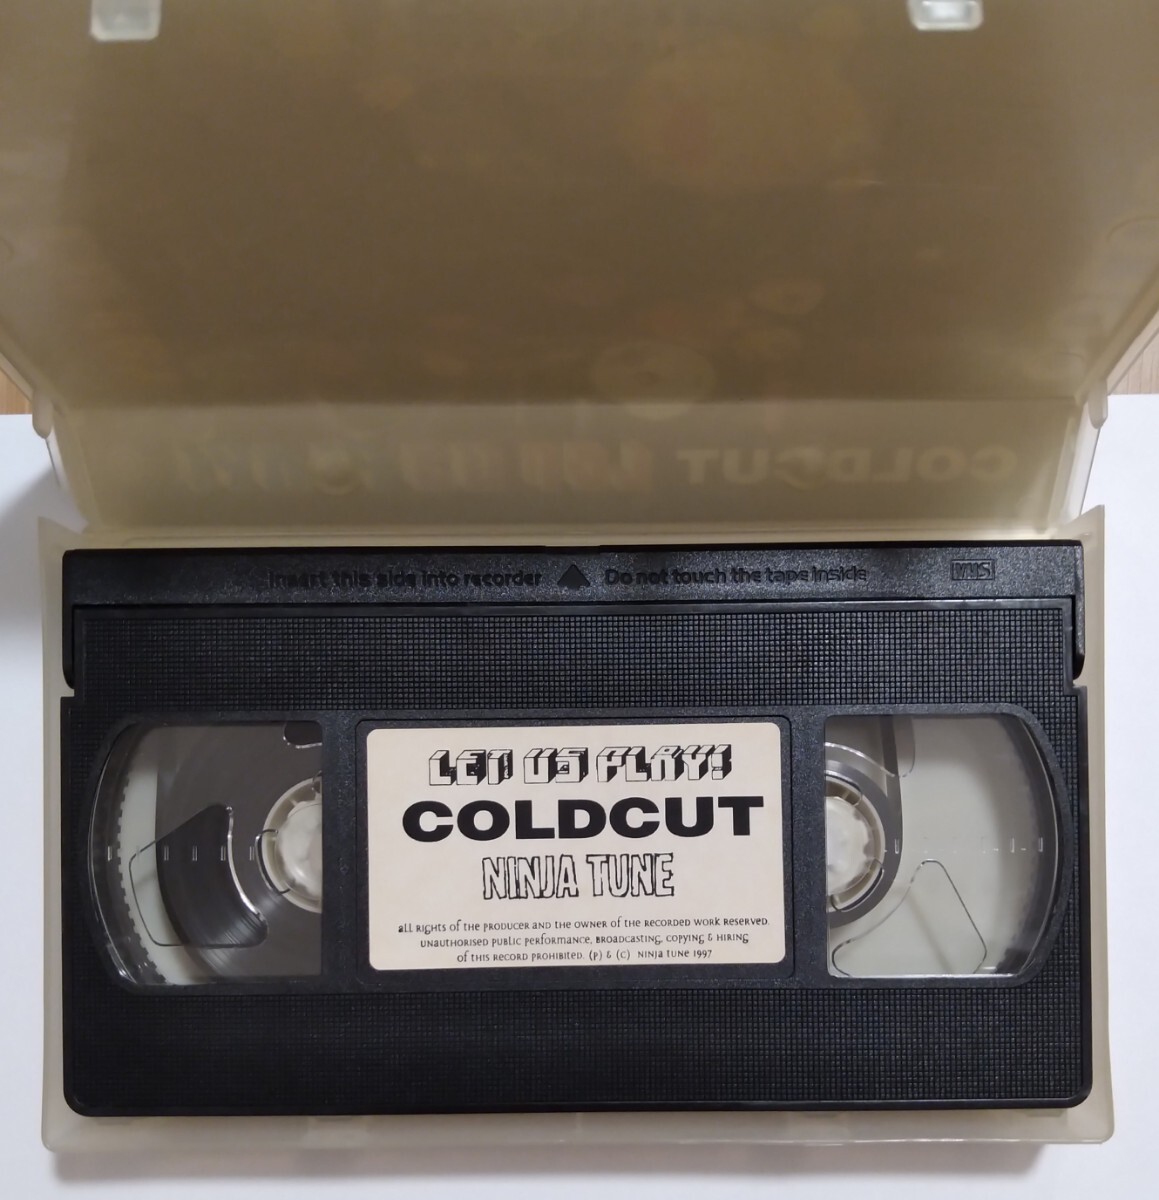 COLDCUT
Insert this side into recorder ▲ Do not touch the tape inside VHS
LET US PLAY!
COLDCUT
NINJA TUNE
all rights of the producer and the owner of the recorded work reserved.
unauthorised public performance, broadcasting, copying & hiring
of this record prohibited. (p) & (c) ninja tune 1997